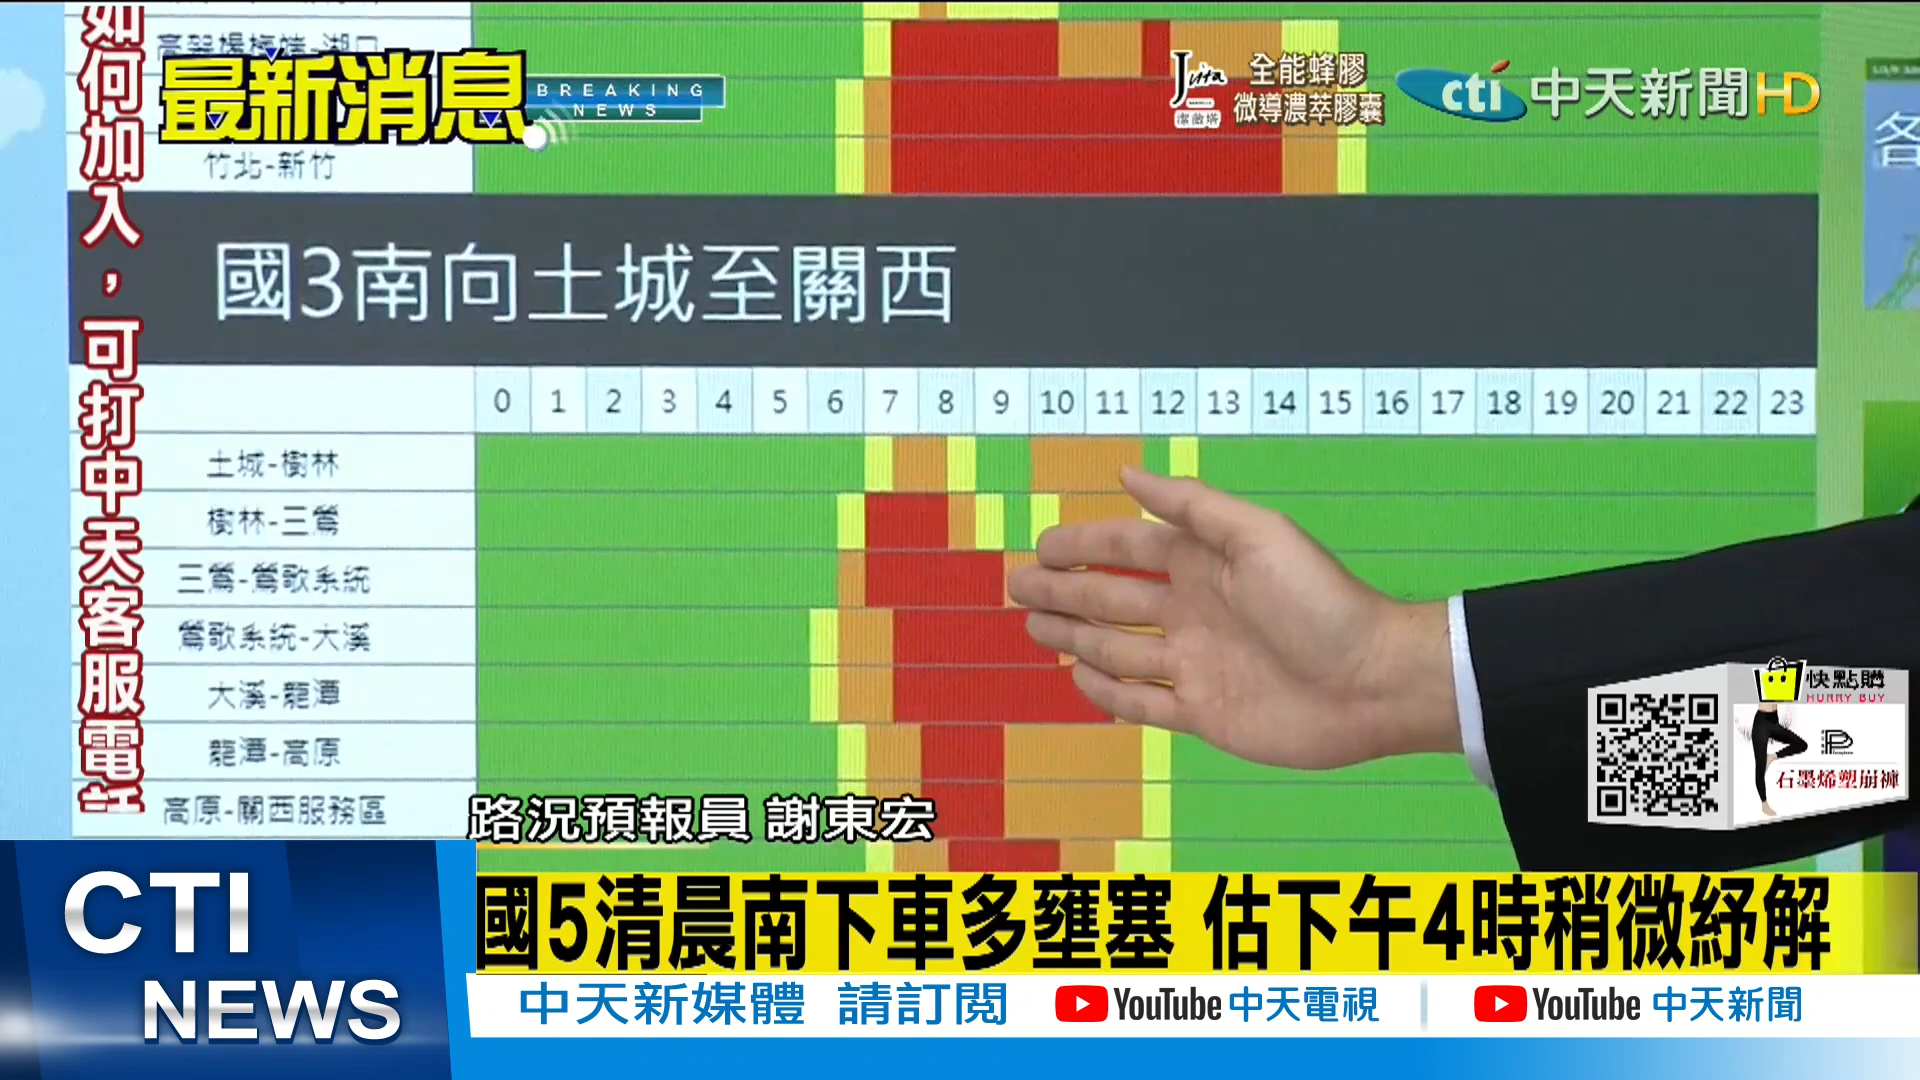 如何加入，可打中天客服電話
最新消息
BREAKING
NEWS
Jvita
潔敵塔
全能蜂膠
微導濃萃膠囊
cti 中天新聞HD
各
竹北-新竹
國3南向土城至關西
0 1 2 3 4 5 6 7 8 9 10 11 12 13 14 15 16 17 18 19 20 21 22 23
土城-樹林
樹林-三鶯
三鶯-鶯歌系統
鶯歌系統-大溪
大溪-龍潭
龍潭-高原
高原-關西服務區
快點購
HURRY BUY
石墨烯塑崩褲
路況預報員 謝東宏
CTI
NEWS
國5清晨南下車多壅塞 估下午4時稍微紓解
中天新媒體 請訂閱 YouTube 中天電視 YouTube 中天新聞